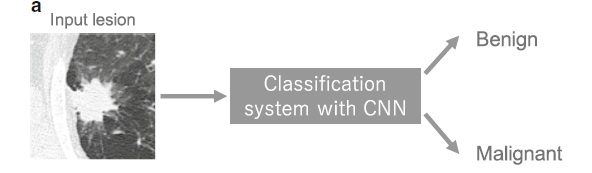 a
Input lesion
Classification
system with CNN
Benign
Malignant